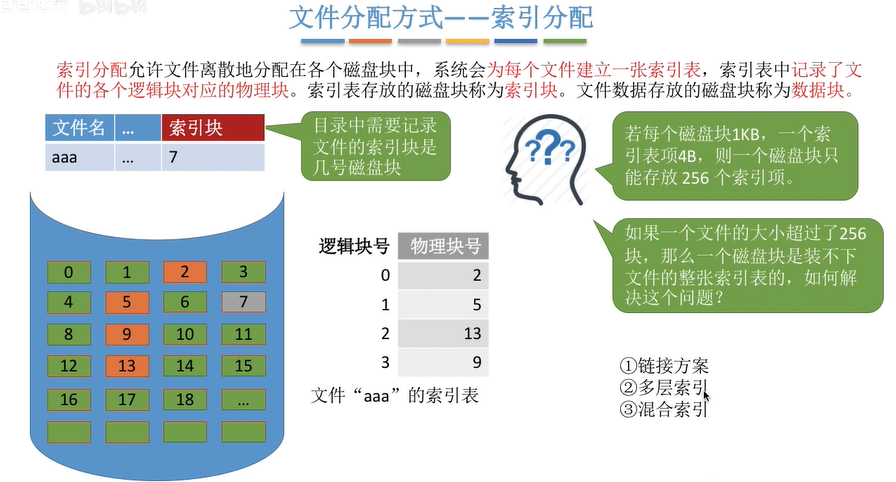 文件分配方式——索引分配
索引分配允许文件离散地分配在各个磁盘块中，系统会为每个文件建立一张索引表，索引表中记录了文
件的各个逻辑块对应的物理块。索引表存放的磁盘块称为索引块。文件数据存放的磁盘块称为数据块。
文件名 ... 索引块
aaa ... 7
目录中需要记录
文件的索引块是
几号磁盘块
???
若每个磁盘块1KB，一个索
引表项4B，则一个磁盘块只
能存放 256 个索引项。
如果一个文件的大小超过了256
块，那么一个磁盘块是装不下
文件的整张索引表的，如何解
决这个问题？
0 1 2 3
4 5 6 7
8 9 10 11
12 13 14 15
16 17 18 ...
逻辑块号 物理块号
0 2
1 5
2 13
3 9
文件“aaa”的索引表
①链接方案
②多层索引
③混合索引